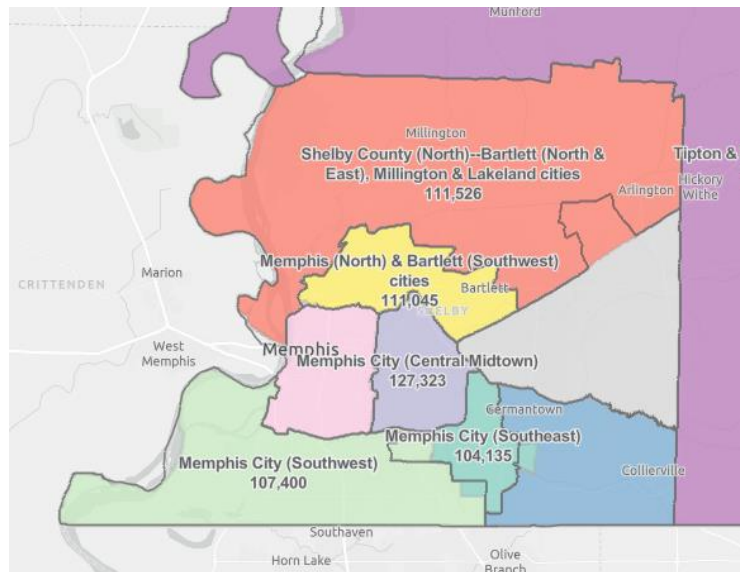 Munford
Millington
Shelby County (North)--Bartlett (North &
East), Millington & Lakeland cities
111,526
Tipton &
Hickory
Withe
Arlington
Memphis (North) & Bartlett (Southwest)
cities
111,045
Marion
CRITTENDEN
Bartlett
SHELBY
West
Memphis
Memphis
Memphis City (Central Midtown)
127,323
Germantown
Memphis City (Southeast)
104,135
Memphis City (Southwest)
107,400
Collierville
Southaven
Horn Lake
Olive
Branch